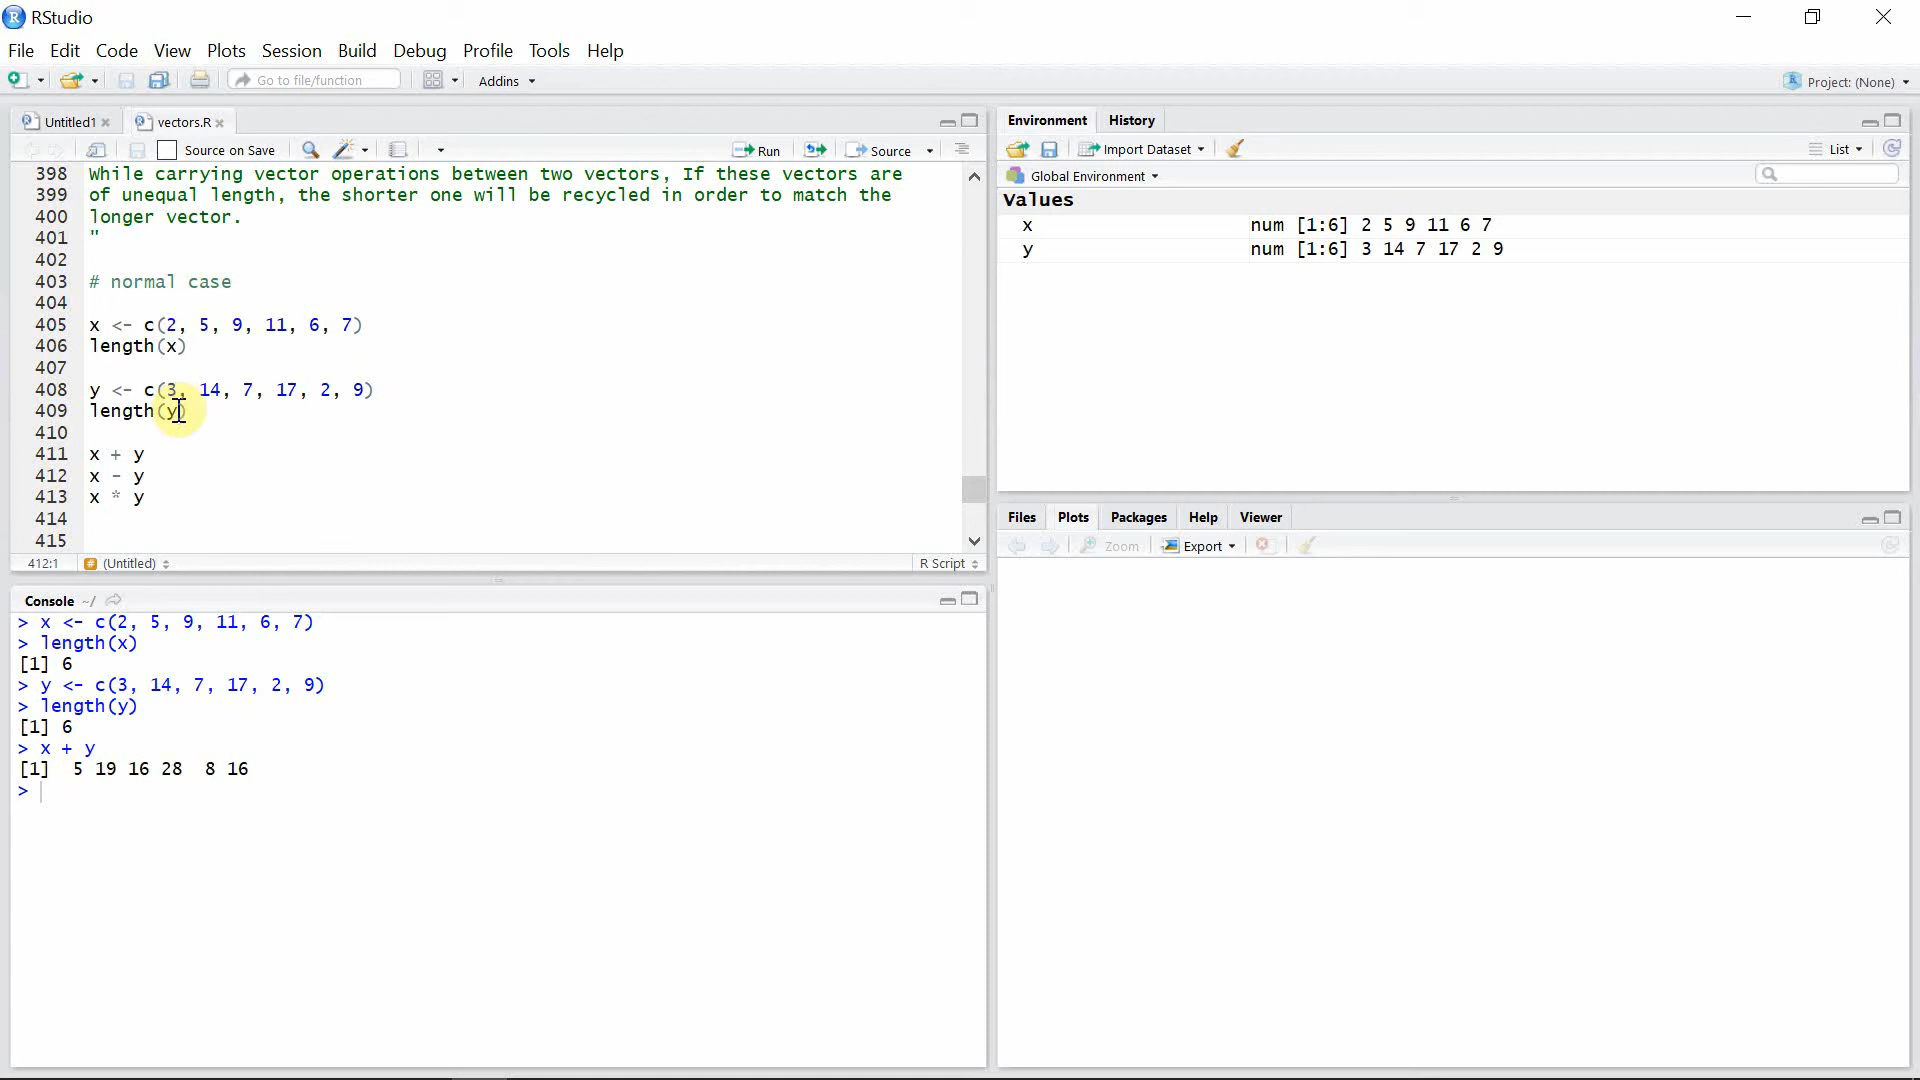 RStudio
File Edit Code View Plots Session Build Debug Profile Tools Help
Go to file/function Addins Project: (None)
Untitled1 vectors.R
Source on Save Run Source
398 While carrying vector operations between two vectors, If these vectors are
399 of unequal length, the shorter one will be recycled in order to match the
400 longer vector.
401 "
402
403 # normal case
404
405 x <- c(2, 5, 9, 11, 6, 7)
406 length(x)
407
408 y <- c(3, 14, 7, 17, 2, 9)
409 length(y)
410
411 x + y
412 x - y
413 x * y
414
415
412:1 (Untitled) R Script
Console ~/
> x <- c(2, 5, 9, 11, 6, 7)
> length(x)
[1] 6
> y <- c(3, 14, 7, 17, 2, 9)
> length(y)
[1] 6
> x + y
[1]  5 19 16 28  8 16
>
Environment History
Import Dataset List
Global Environment
Values
x num [1:6] 2 5 9 11 6 7
y num [1:6] 3 14 7 17 2 9
Files Plots Packages Help Viewer
Zoom Export